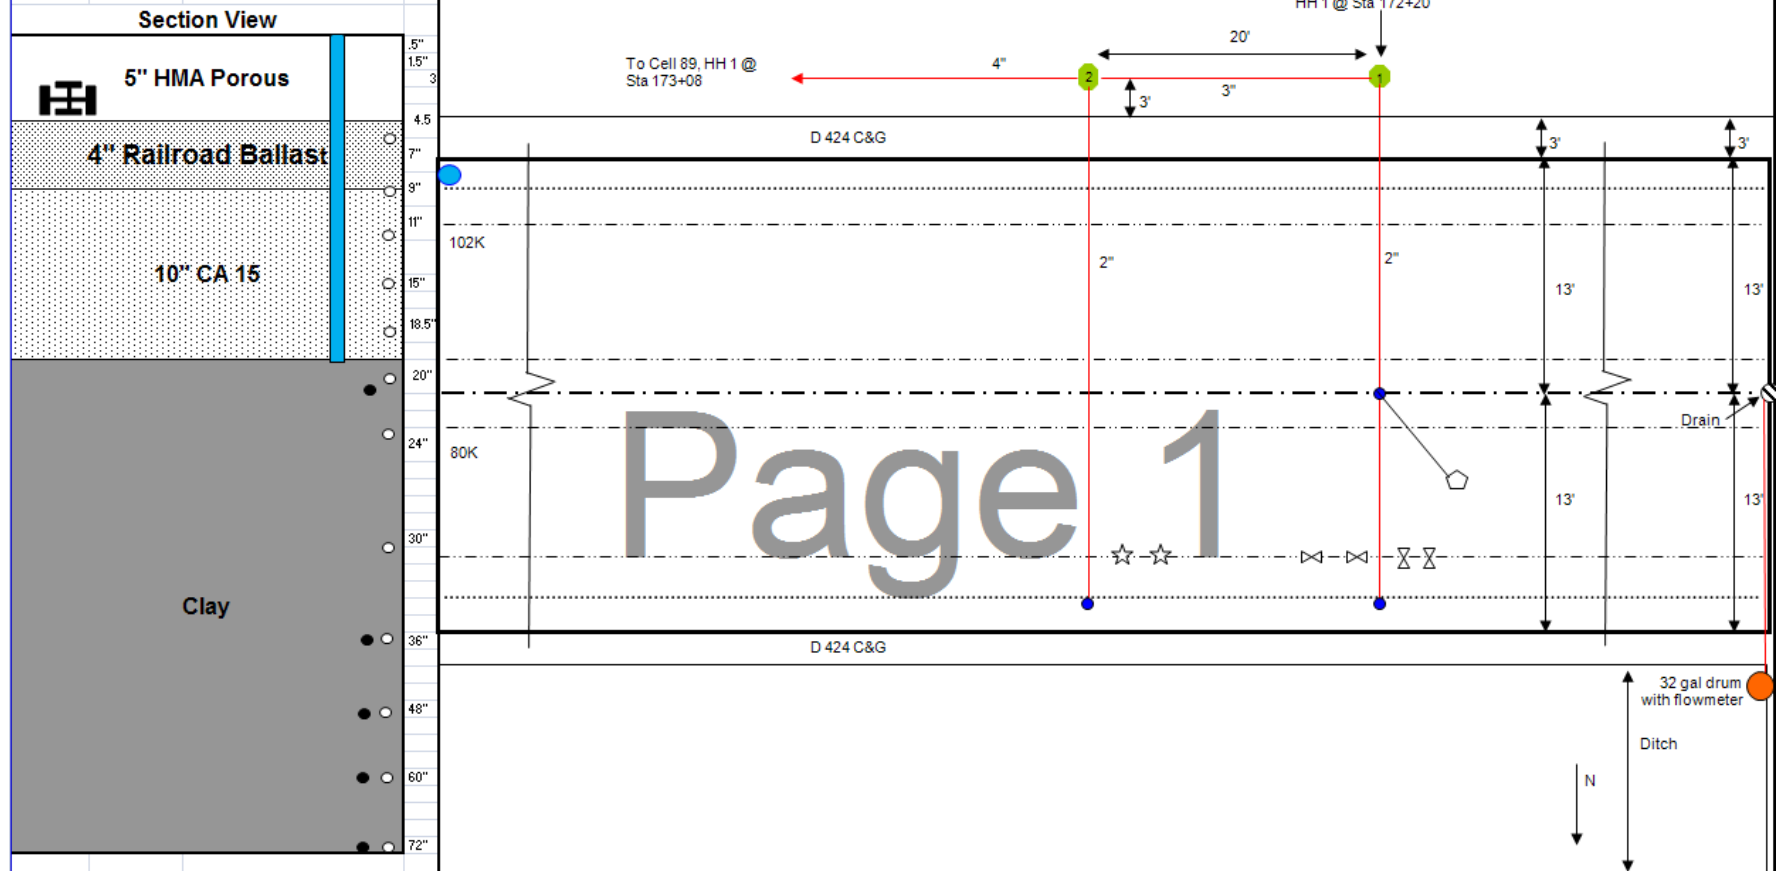 Section View
5" HMA Porous
4" Railroad Ballast
10" CA 15
Clay
.5"
1.5"
3
4.5
7"
9"
11"
15"
18.5"
20"
24"
30"
36"
48"
60"
72"
HH 1 @ Sta 172+20
20'
To Cell 89, HH 1 @
Sta 173+08
4"
2
1
3"
3'
D 424 C&G
3'
3'
102K
2"
2"
13'
13'
Drain
80K
Page 1
13'
13'
D 424 C&G
32 gal drum
with flowmeter
Ditch
N